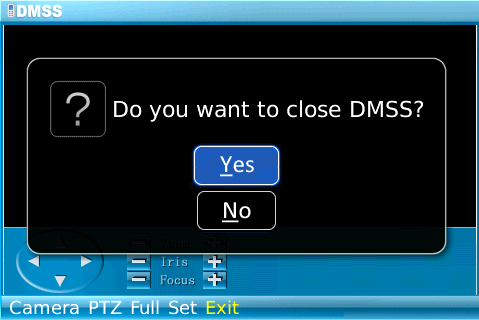 DMSS
?
Do you want to close DMSS?
Yes
No
Iris
Focus
Camera PTZ Full Set Exit